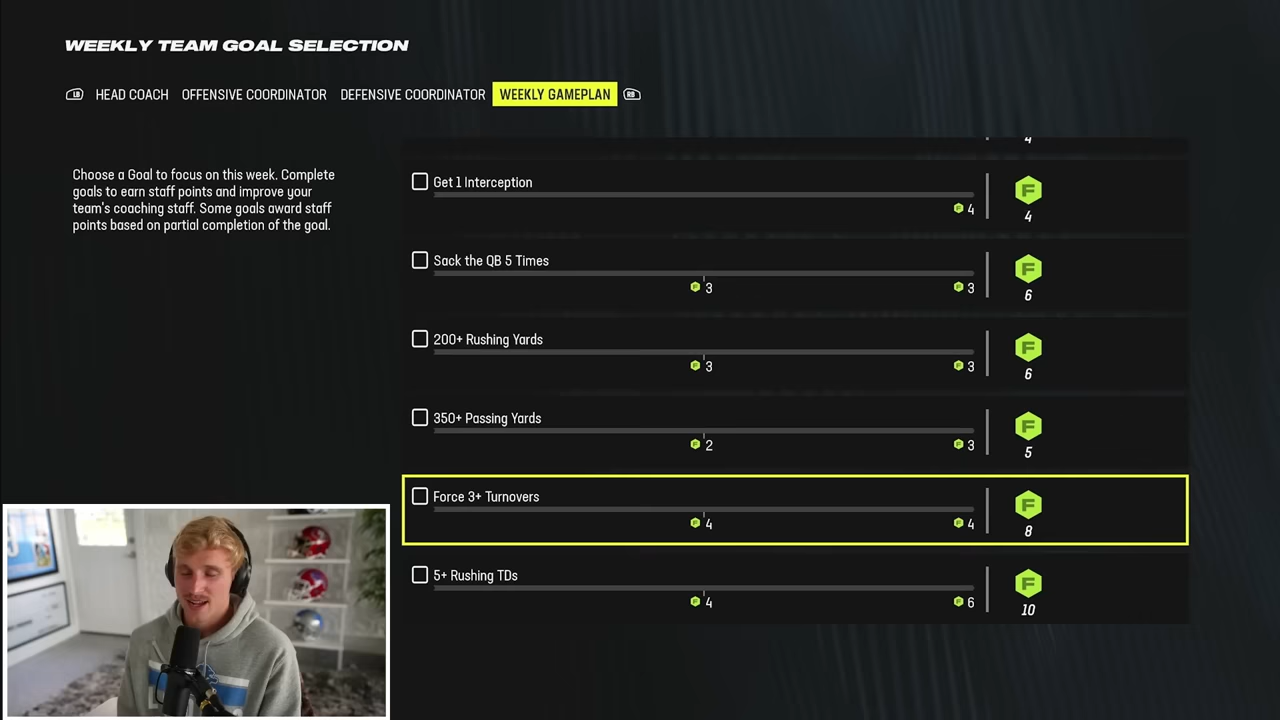 WEEKLY TEAM GOAL SELECTION
LB HEAD COACH OFFENSIVE COORDINATOR DEFENSIVE COORDINATOR WEEKLY GAMEPLAN RB
Choose a Goal to focus on this week. Complete
goals to earn staff points and improve your
team's coaching staff. Some goals award staff
points based on partial completion of the goal.
4
Get 1 Interception
F 4
F 4
Sack the QB 5 Times
F 3 F 3
F 6
200+ Rushing Yards
F 3 F 3
F 6
350+ Passing Yards
F 2 F 3
F 5
Force 3+ Turnovers
F 4 F 4
F 8
5+ Rushing TDs
F 4 F 6
F 10